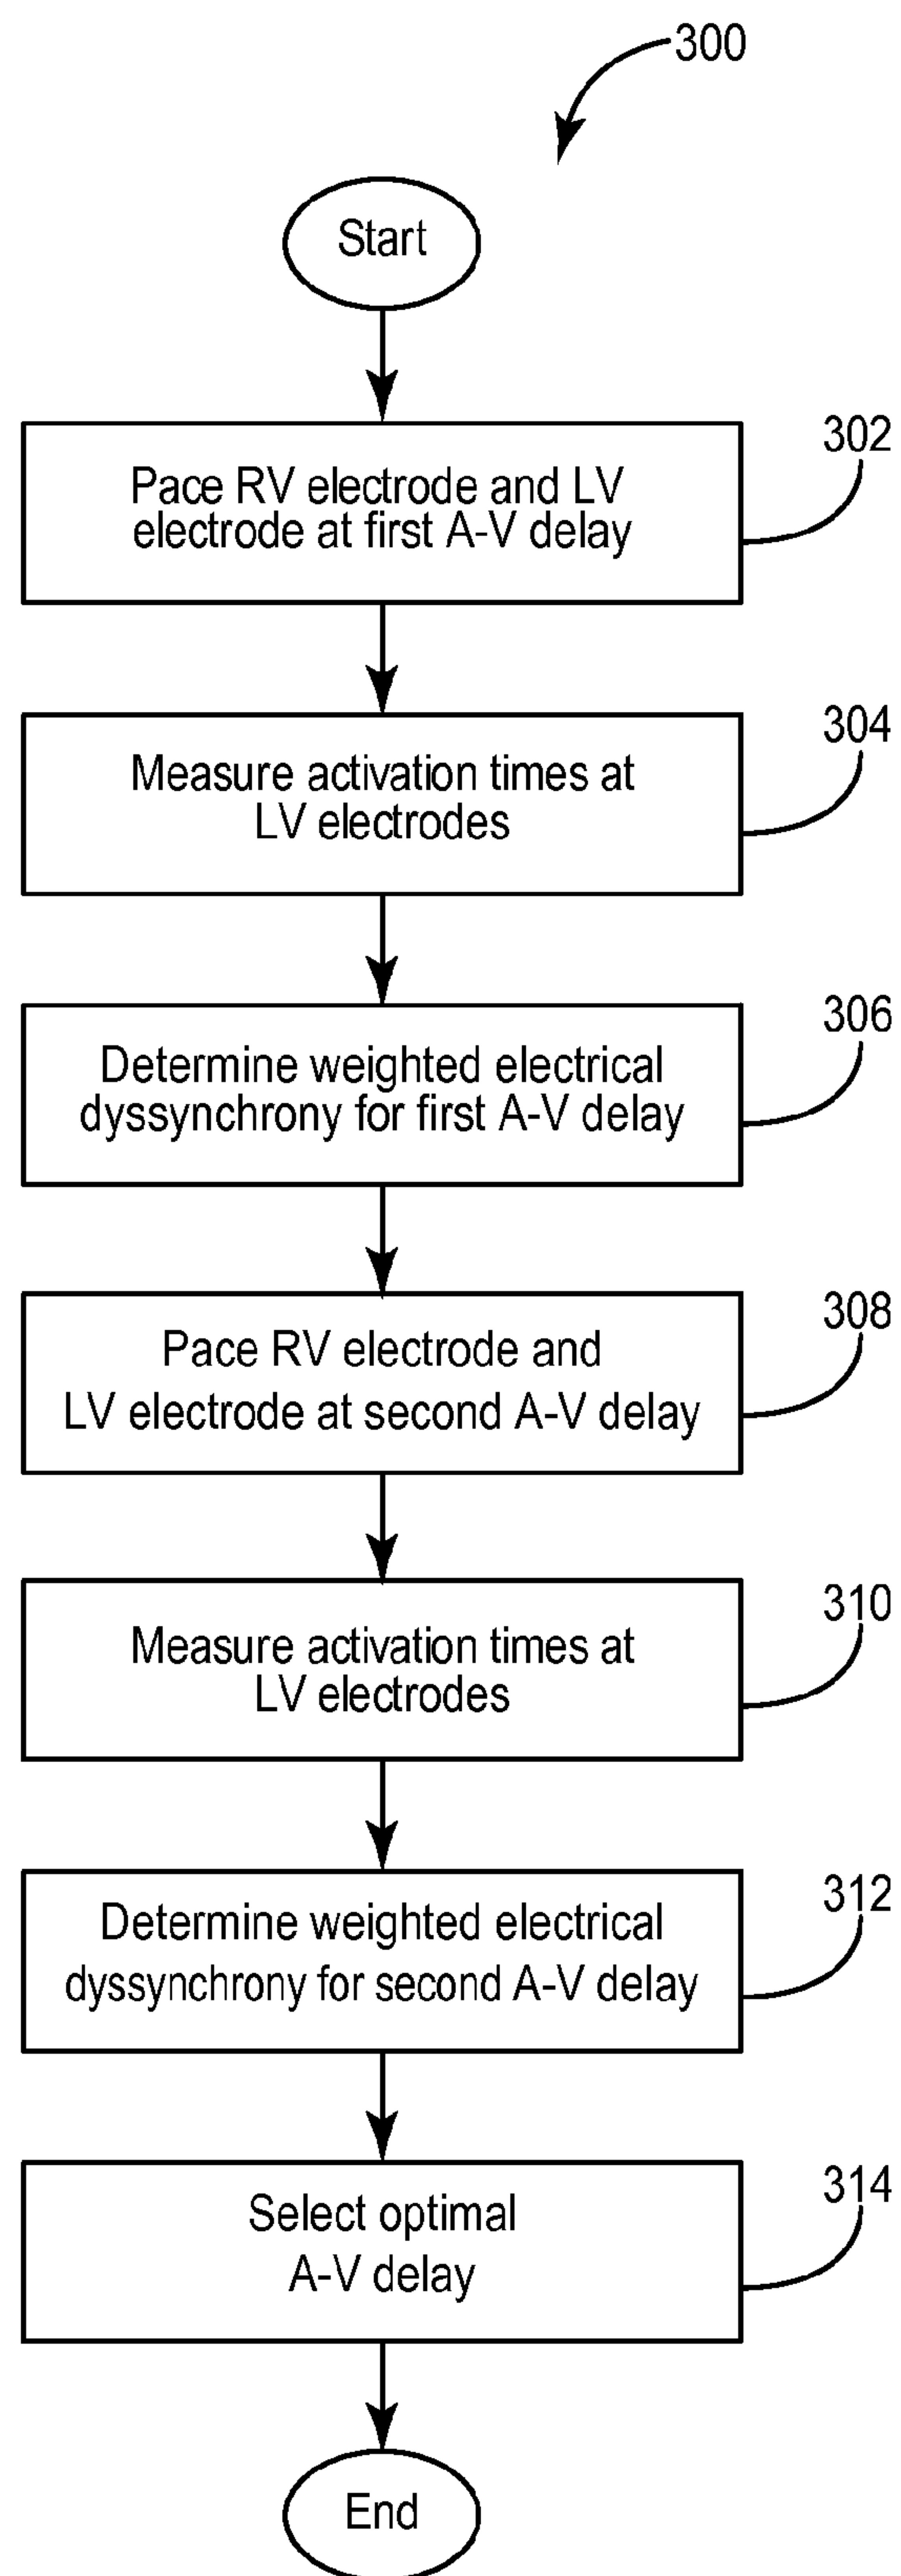 300
Start
302
Pace RV electrode and LV
electrode at first A-V delay
304
Measure activation times at
LV electrodes
306
Determine weighted electrical
dyssynchrony for first A-V delay
308
Pace RV electrode and
LV electrode at second A-V delay
310
Measure activation times at
LV electrodes
312
Determine weighted electrical
dyssynchrony for second A-V delay
314
Select optimal
A-V delay
End